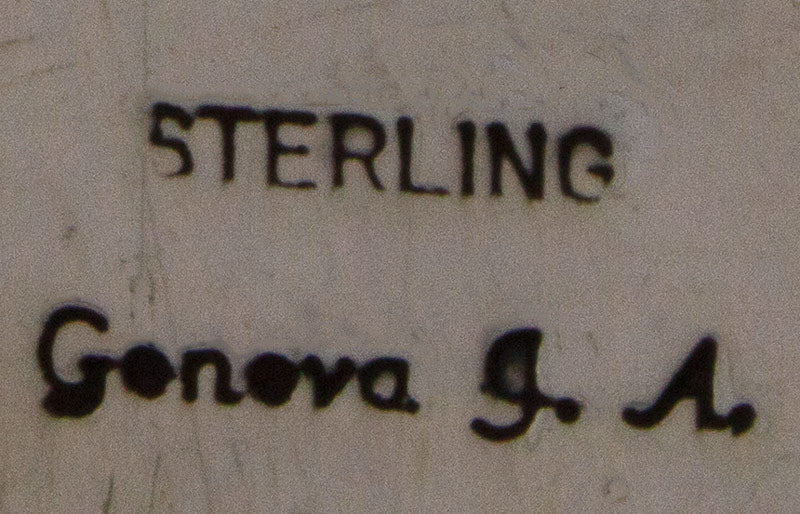 STERLING
Genova J. A.